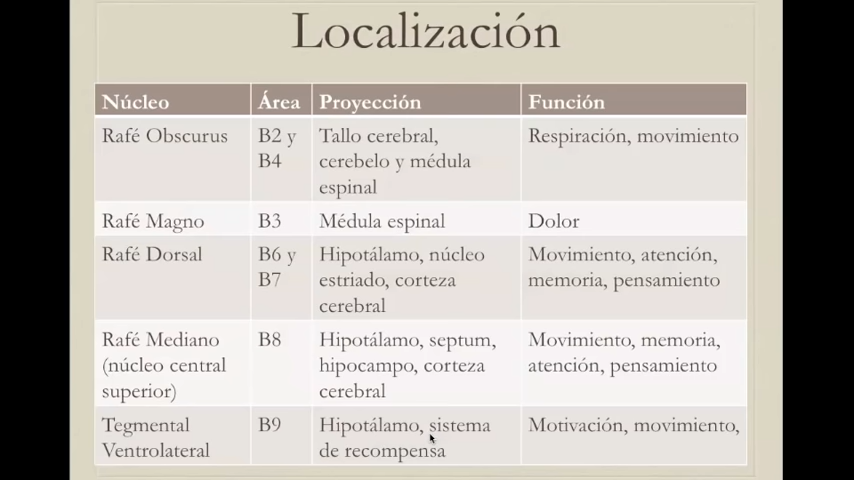 Localización
Núcleo Área Proyección Función
Rafé Obscurus B2 y Tallo cerebral, Respiración, movimiento
B4 cerebelo y médula
espinal
Rafé Magno B3 Médula espinal Dolor
Rafé Dorsal B6 y Hipotálamo, núcleo Movimiento, atención,
B7 estriado, corteza memoria, pensamiento
cerebral
Rafé Mediano B8 Hipotálamo, septum, Movimiento, memoria,
(núcleo central hipocampo, corteza atención, pensamiento
superior) cerebral
Tegmental B9 Hipotálamo, sistema Motivación, movimiento,
Ventrolateral de recompensa